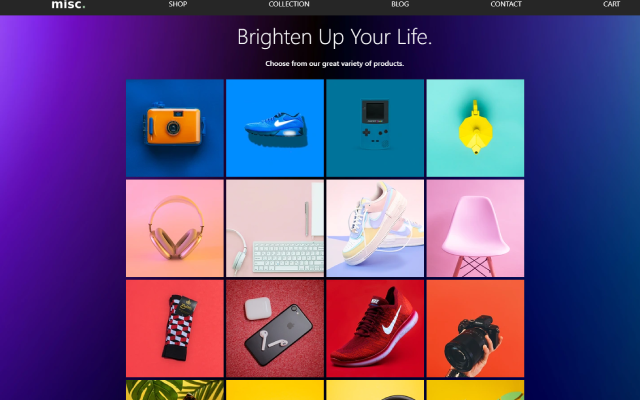 misc.
SHOP
COLLECTION
BLOG
CONTACT
CART
Brighten Up Your Life.
Choose from our great variety of products.